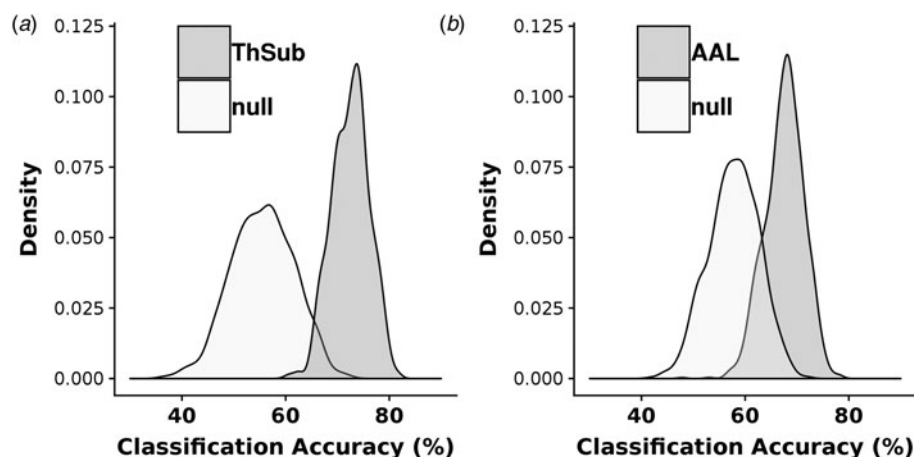 (a)
ThSub
null
Density
0.125
0.100
0.075
0.050
0.025
0.000
40 60 80
Classification Accuracy (%)
(b)
AAL
null
Density
0.125
0.100
0.075
0.050
0.025
0.000
40 60 80
Classification Accuracy (%)